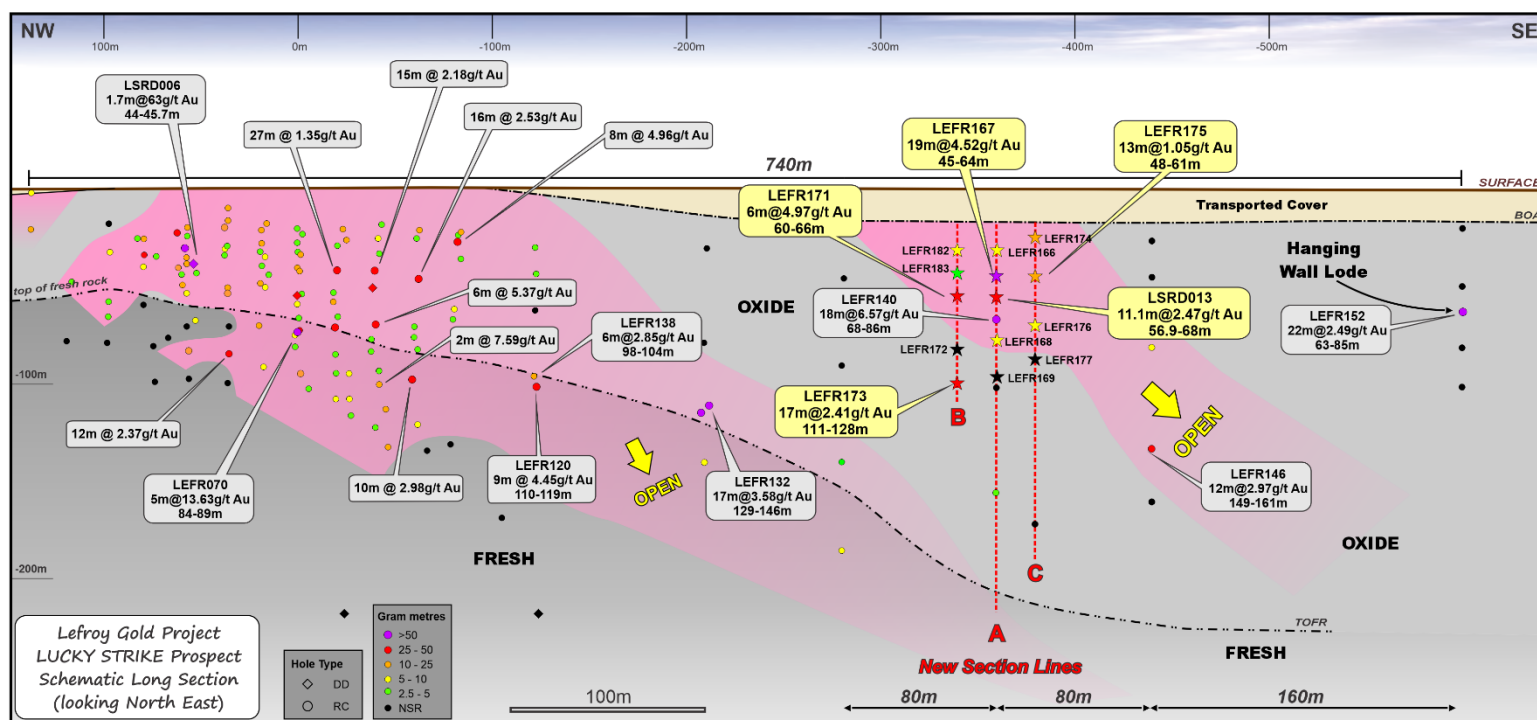 NW
SE
100m
0m
-100m
-200m
-300m
-400m
-500m
LSRD006
1.7m@63g/t Au
44-45.7m
15m @ 2.18g/t Au
27m @ 1.35g/t Au
16m @ 2.53g/t Au
8m @ 4.96g/t Au
LEFR167
19m@4.52g/t Au
45-64m
LEFR175
13m@1.05g/t Au
48-61m
740m
SURFACE
LEFR171
6m@4.97g/t Au
60-66m
Transported Cover
BOA
LEFR182
LEFR166
LEFR174
LEFR183
Hanging
Wall Lode
top of fresh rock
OXIDE
6m @ 5.37g/t Au
LEFR140
18m@6.57g/t Au
68-86m
LSRD013
11.1m@2.47g/t Au
56.9-68m
LEFR152
22m@2.49g/t Au
63-85m
LEFR176
2m @ 7.59g/t Au
LEFR138
6m@2.85g/t Au
98-104m
LEFR172
LEFR168
LEFR177
LEFR169
-100m
LEFR173
17m@2.41g/t Au
111-128m
B
12m @ 2.37g/t Au
OPEN
OPEN
LEFR070
5m@13.63g/t Au
84-89m
10m @ 2.98g/t Au
LEFR120
9m @ 4.45g/t Au
110-119m
LEFR132
17m@3.58g/t Au
129-146m
LEFR146
12m@2.97g/t Au
149-161m
FRESH
OXIDE
-200m
C
A
TOFR
FRESH
New Section Lines
Lefroy Gold Project
LUCKY STRIKE Prospect
Schematic Long Section
(looking North East)
Hole Type
DD
RC
Gram metres
>50
25 - 50
10 - 25
5 - 10
2.5 - 5
NSR
100m
80m
80m
160m